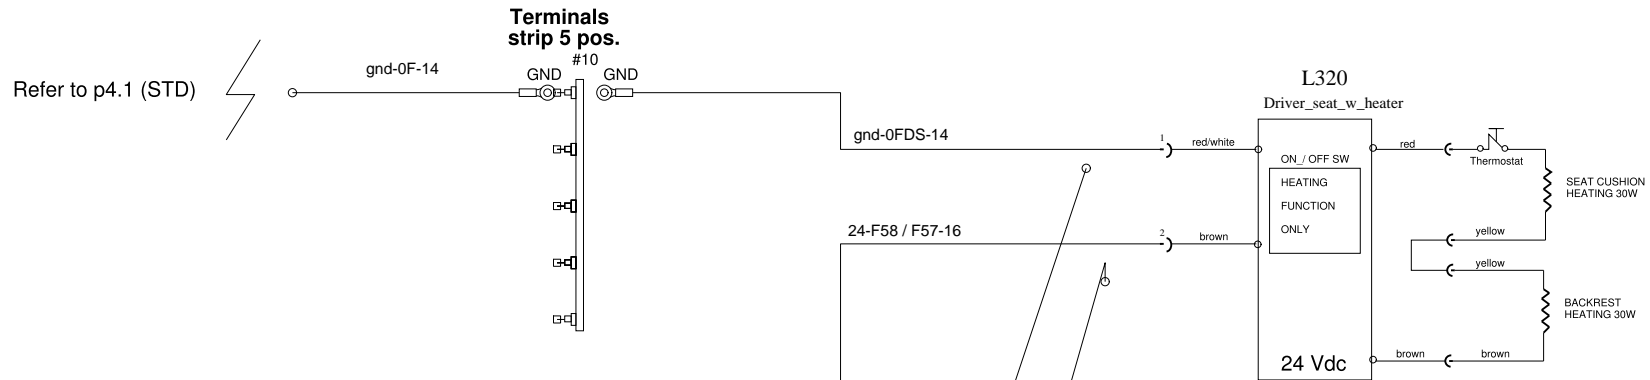 Terminals
strip 5 pos.
#10
Refer to p4.1 (STD)
gnd-0F-14
GND
GND
L320
Driver_seat_w_heater
gnd-0FDS-14
1
red/white
ON_/ OFF SW
HEATING
FUNCTION
ONLY
red
Thermostat
SEAT CUSHION
HEATING 30W
24-F58 / F57-16
2
brown
yellow
yellow
BACKREST
HEATING 30W
24 Vdc
brown
brown